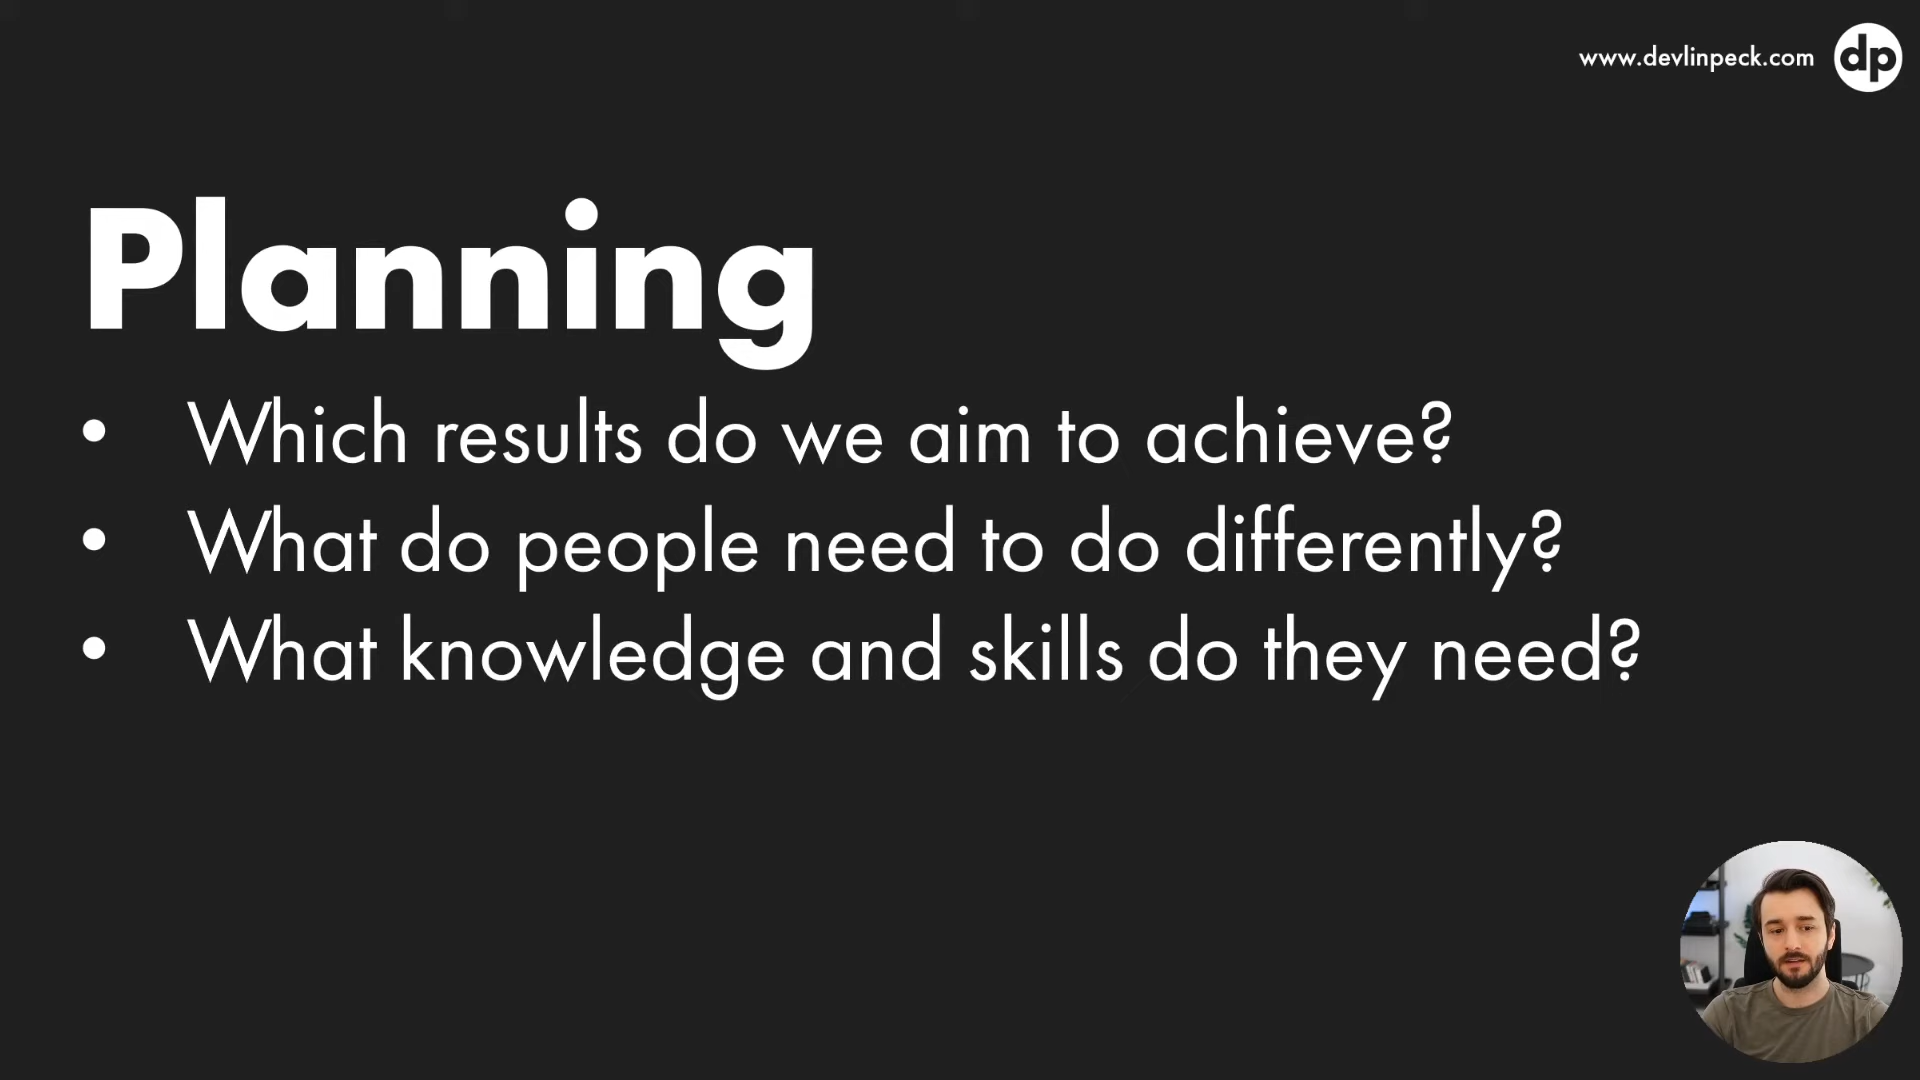 www.devlinpeck.com dp
Planning
• Which results do we aim to achieve?
• What do people need to do differently?
• What knowledge and skills do they need?